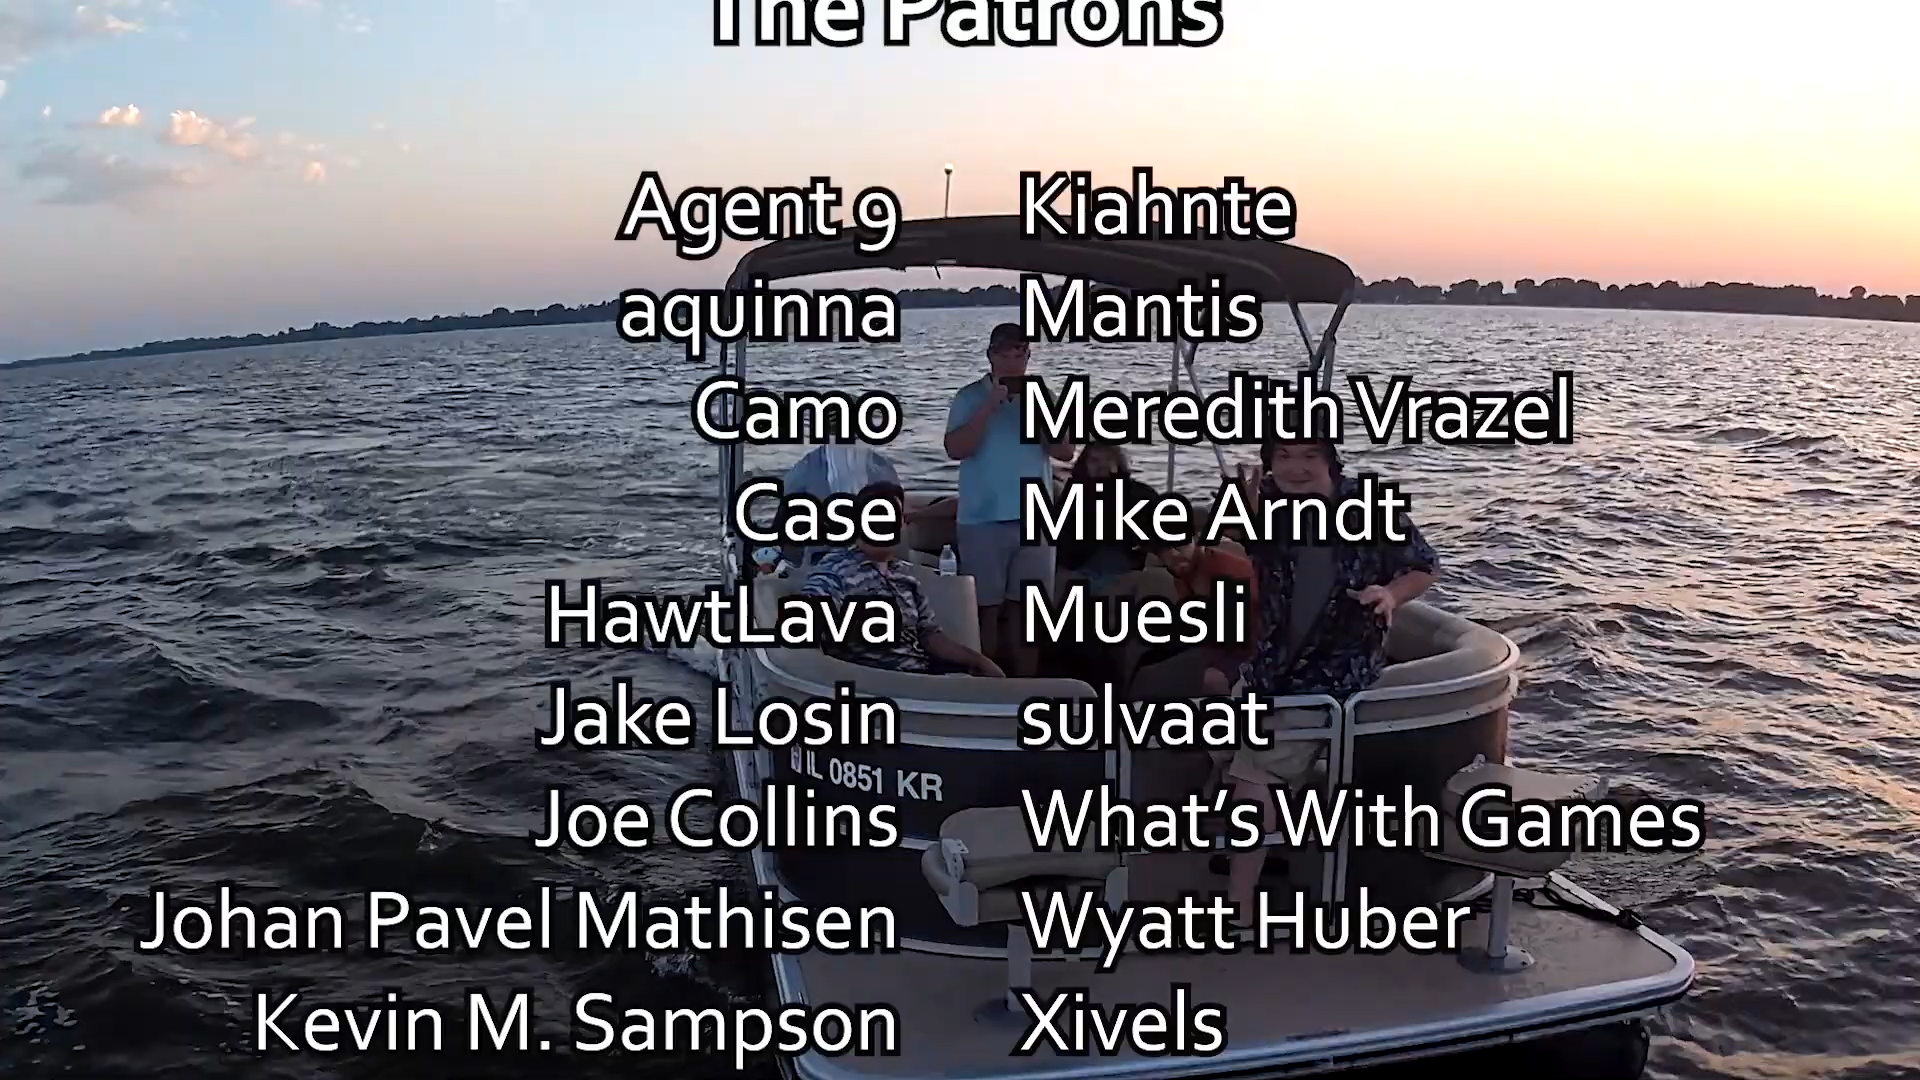 The Patrons
Agent 9
aquinna
Camo
Case
HawtLava
Jake Losin
Joe Collins
Johan Pavel Mathisen
Kevin M. Sampson
Kiahnte
Mantis
Meredith Vrazel
Mike Arndt
Muesli
sulvaat
What's With Games
Wyatt Huber
Xivels
IL 0851 KR